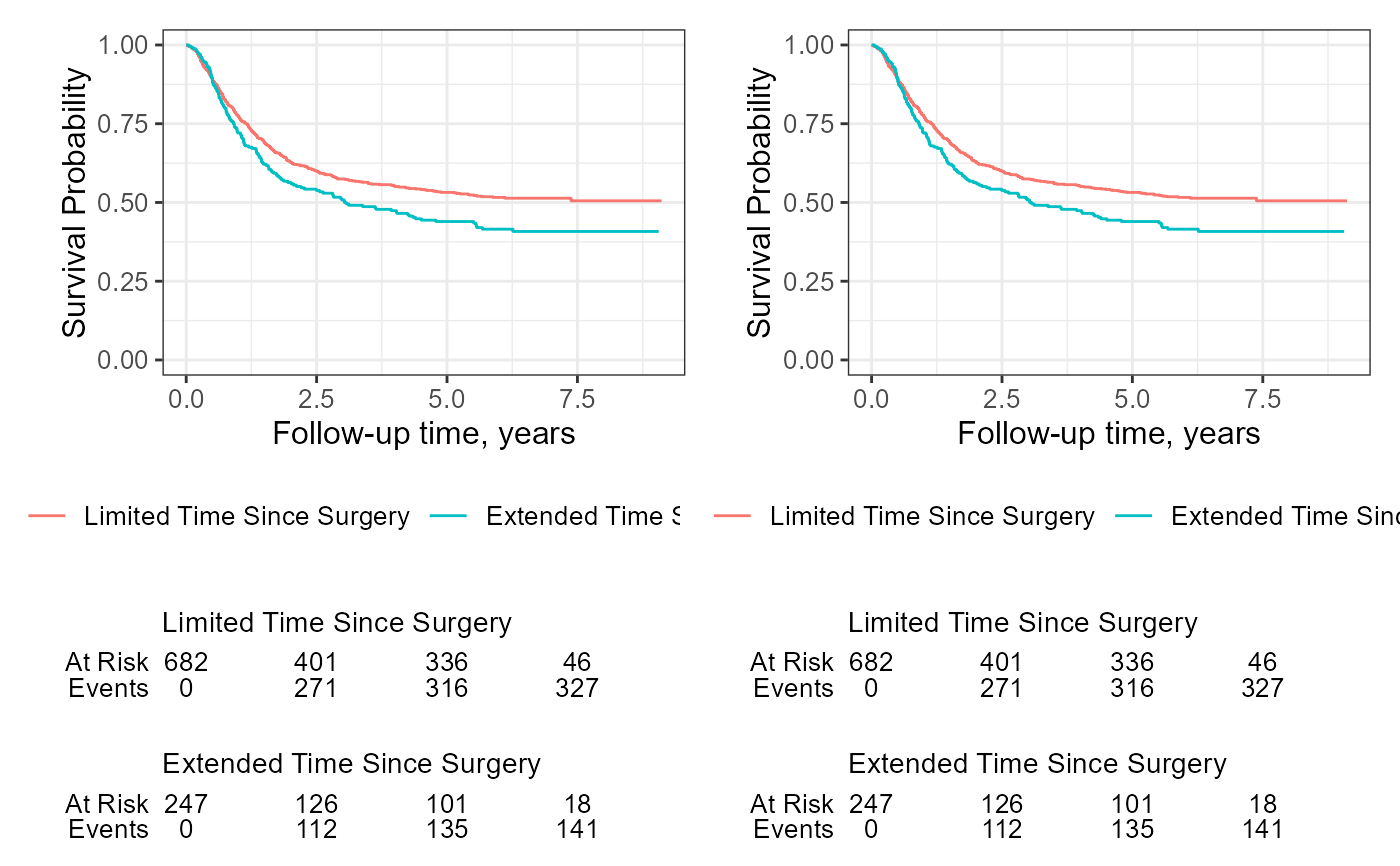 1.00
0.75
0.50
0.25
0.00
Survival Probability
0.0 2.5 5.0 7.5
Follow-up time, years
Limited Time Since Surgery Extended Time S
Limited Time Since Surgery
At Risk 682 401 336 46
Events 0 271 316 327
Extended Time Since Surgery
At Risk 247 126 101 18
Events 0 112 135 141
1.00
0.75
0.50
0.25
0.00
Survival Probability
0.0 2.5 5.0 7.5
Follow-up time, years
Limited Time Since Surgery Extended Time Sinc
Limited Time Since Surgery
At Risk 682 401 336 46
Events 0 271 316 327
Extended Time Since Surgery
At Risk 247 126 101 18
Events 0 112 135 141